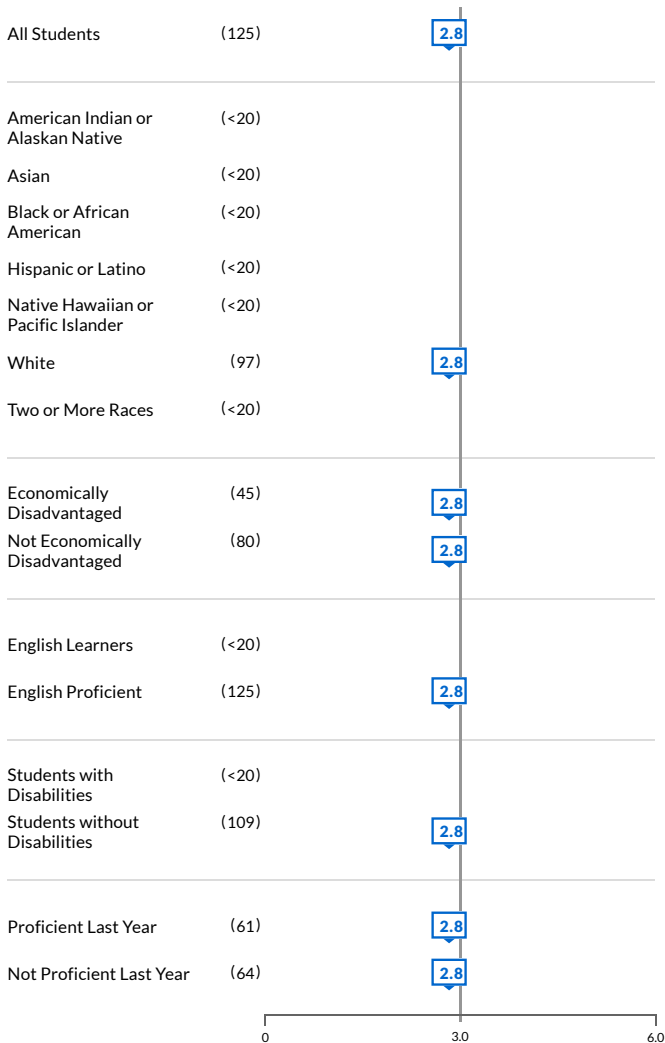 All Students (125) 2.8
American Indian or (<20)
Alaskan Native
Asian (<20)
Black or African (<20)
American
Hispanic or Latino (<20)
Native Hawaiian or (<20)
Pacific Islander
White (97) 2.8
Two or More Races (<20)
Economically (45) 2.8
Disadvantaged
Not Economically (80) 2.8
Disadvantaged
English Learners (<20)
English Proficient (125) 2.8
Students with (<20)
Disabilities
Students without (109) 2.8
Disabilities
Proficient Last Year (61) 2.8
Not Proficient Last Year (64) 2.8
0 3.0 6.0